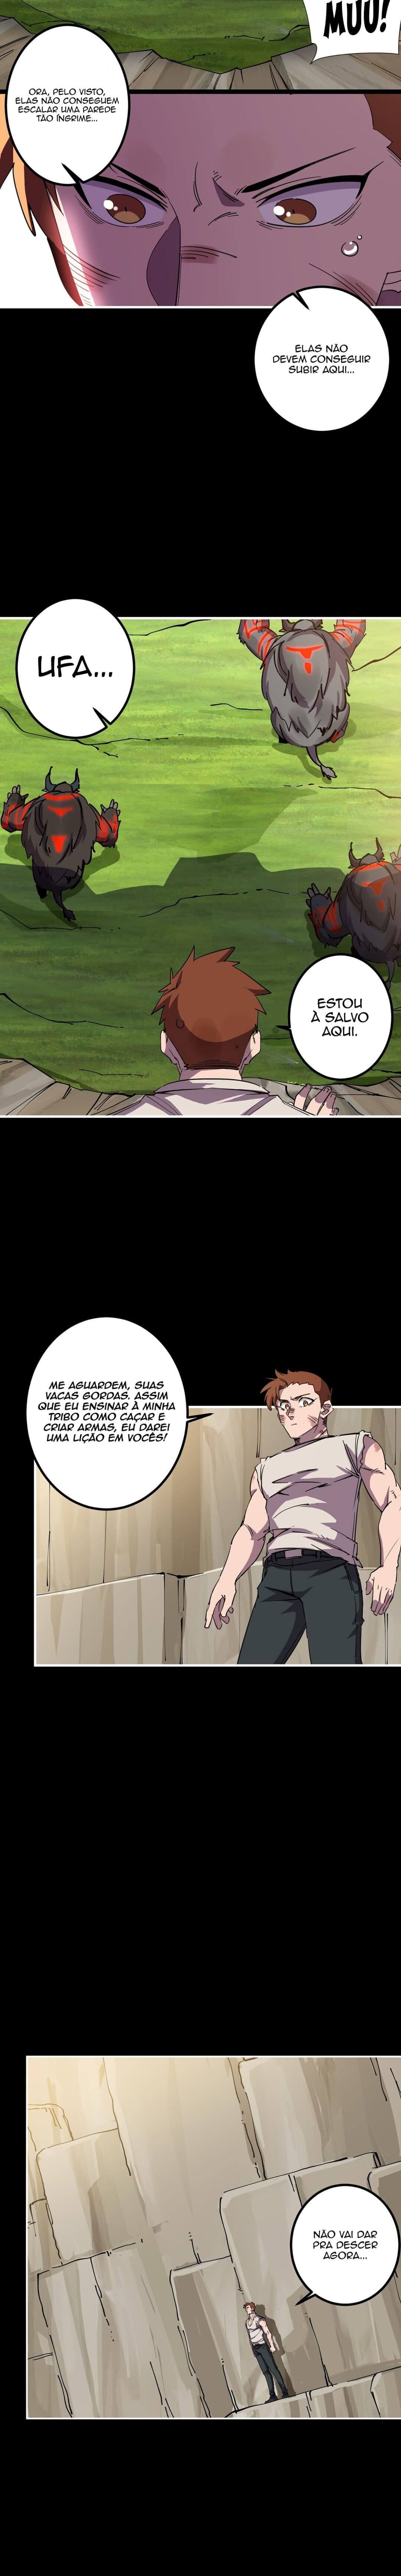 MUU!
ORA, PELO VISTO,
ELAS NÃO CONSEGUEM
ESCALAR UMA PAREDE
TÃO ÍNGRIME...
ELAS NÃO
DEVEM CONSEGUIR
SUBIR AQUI...
UFA...
ESTOU
À SALVO
AQUI.
ME AGUARDEM, SUAS
VACAS GORDAS. ASSIM
QUE EU ENSINAR À MINHA
TRIBO COMO CAÇAR E
CRIAR ARMAS, EU DAREI
UMA LIÇÃO EM VOCÊS!
NÃO VAI DAR
PRA DESCER
AGORA...